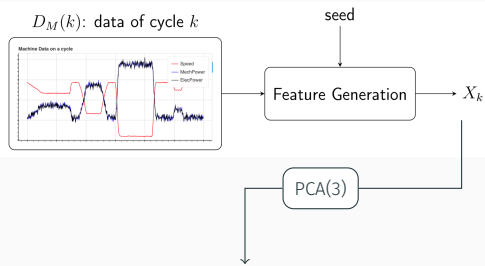 D_M(k): data of cycle k
seed
Machine Data on a cycle
Speed
MechPower
ElecPower
Feature Generation
X_k
PCA(3)